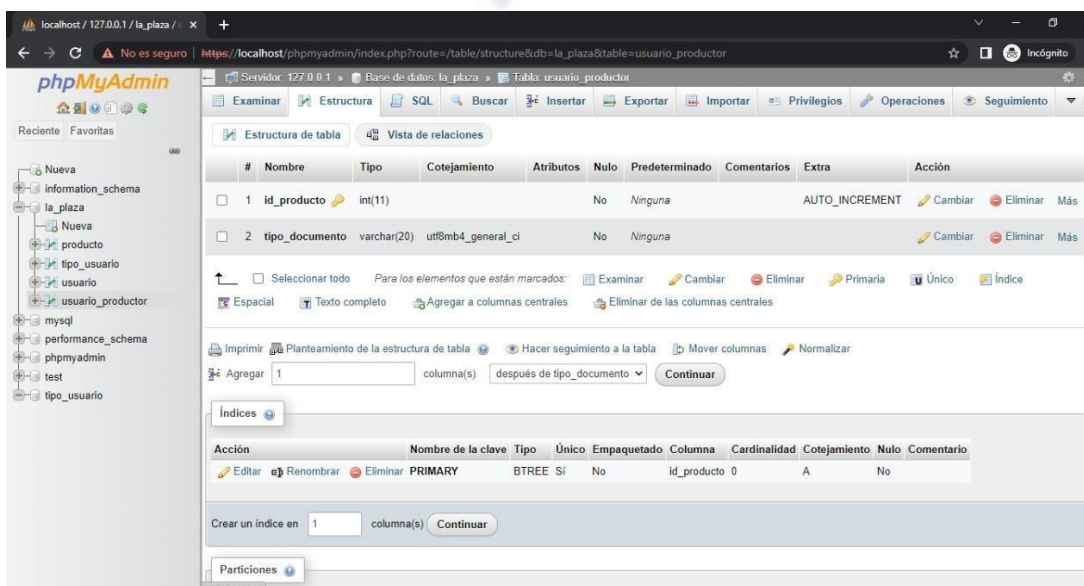 localhost / 127.0.0.1 / la_plaza /
No es seguro | https://localhost/phpmyadmin/index.php?route=/table/structure&db=la_plaza&table=usuario_productor
Incógnito
phpMyAdmin
Reciente Favoritas
Nueva
information_schema
la_plaza
Nueva
producto
tipo_usuario
usuario
usuario_productor
mysql
performance_schema
phpmyadmin
test
tipo_usuario
Servidor: 127.0.0.1 » Base de datos: la_plaza » Tabla: usuario_productor
Examinar Estructura SQL Buscar Insertar Exportar Importar Privilegios Operaciones Seguimiento
Estructura de tabla Vista de relaciones
# Nombre Tipo Cotejamiento Atributos Nulo Predeterminado Comentarios Extra Acción
1 id_producto int(11) No Ninguna AUTO_INCREMENT Cambiar Eliminar Más
2 tipo_documento varchar(20) utf8mb4_general_ci No Ninguna Cambiar Eliminar Más
Seleccionar todo Para los elementos que están marcados: Examinar Cambiar Eliminar Primaria Único Índice
Espacial Texto completo Agregar a columnas centrales Eliminar de las columnas centrales
Imprimir Planteamiento de la estructura de tabla Hacer seguimiento a la tabla Mover columnas Normalizar
Agregar 1 columna(s) después de tipo_documento Continuar
Índices
Acción Nombre de la clave Tipo Único Empaquetado Columna Cardinalidad Cotejamiento Nulo Comentario
Editar Renombrar Eliminar PRIMARY BTREE Sí No id_producto 0 A No
Crear un índice en 1 columna(s) Continuar
Particiones